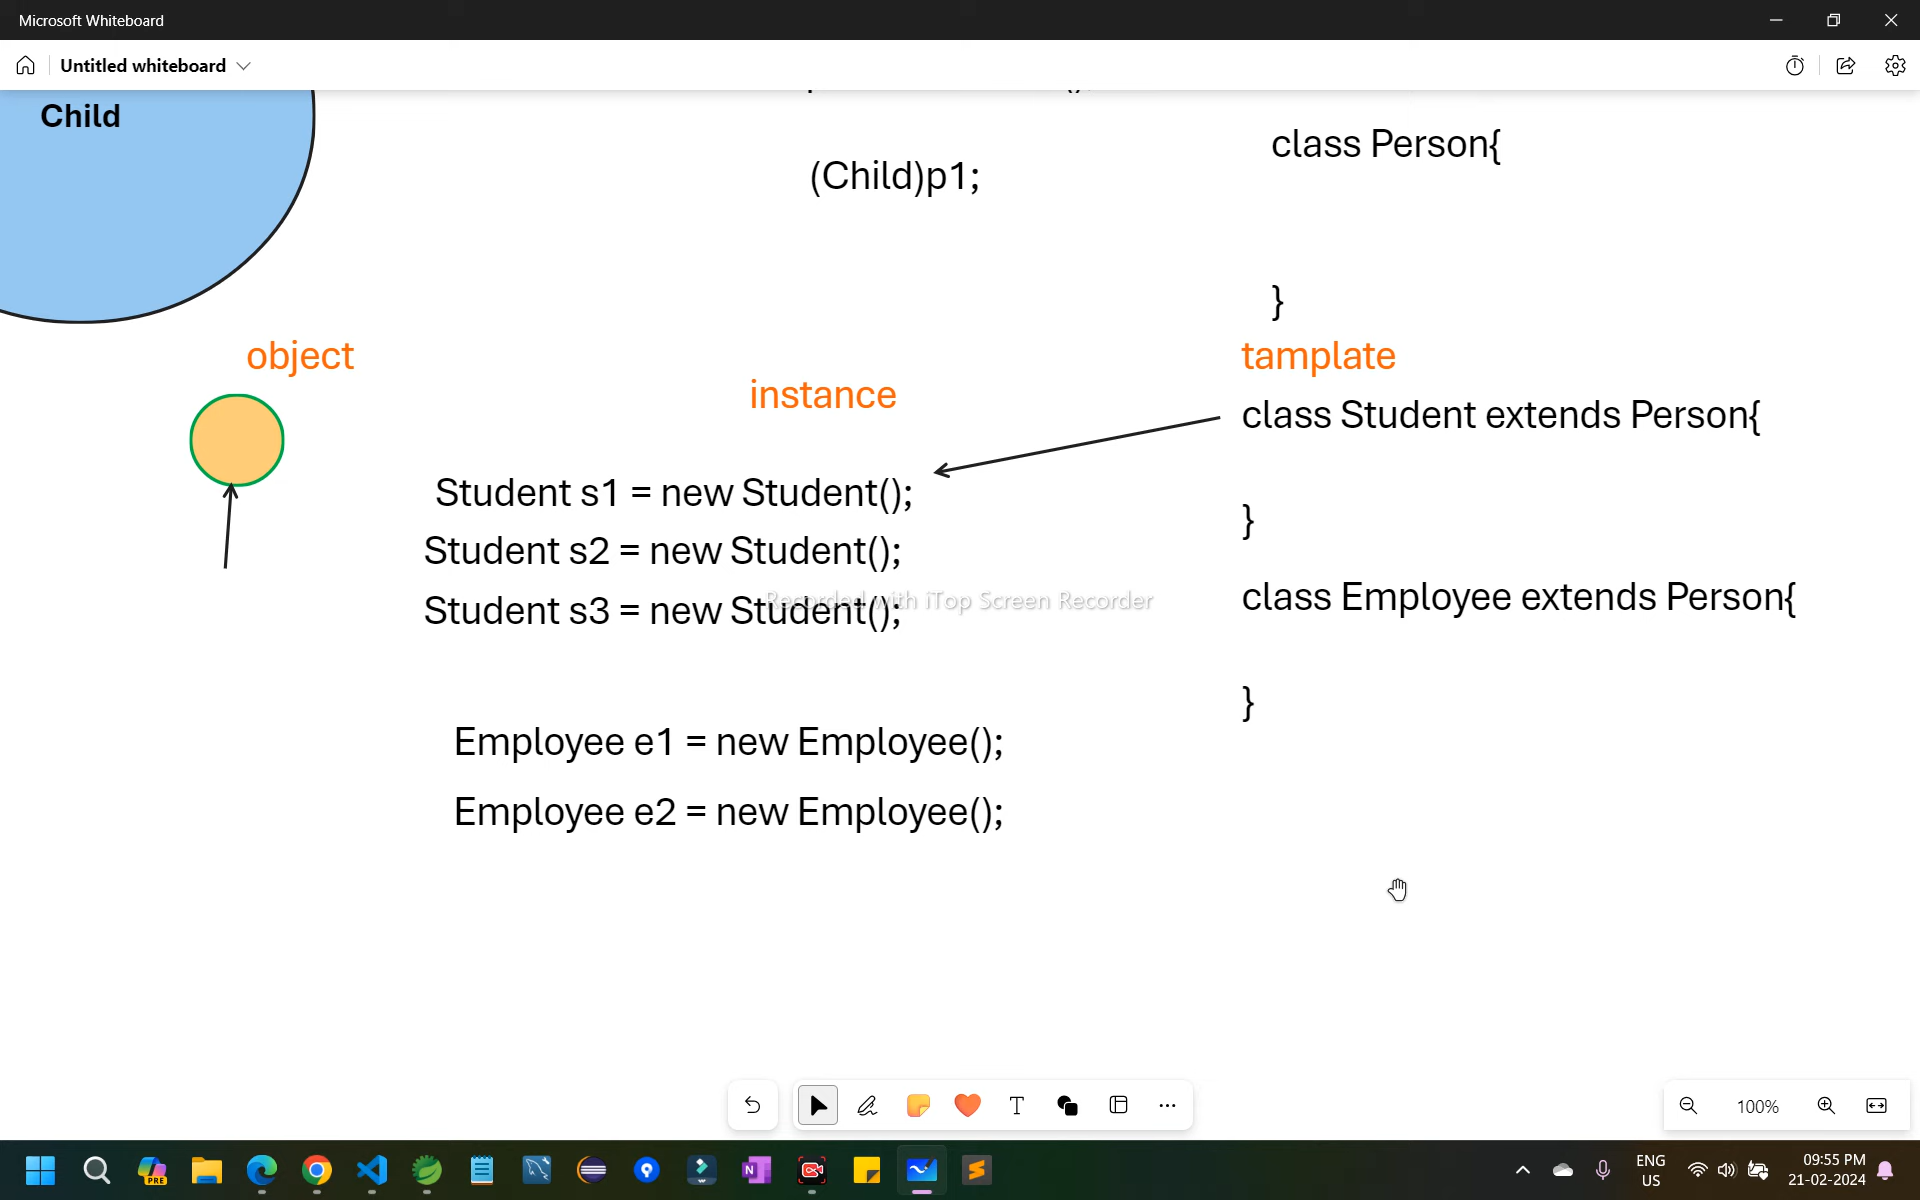 Microsoft Whiteboard
Untitled whiteboard
Child
class Person{
(Child)p1;
}
object
tamplate
instance
class Student extends Person{
Student s1 = new Student();
}
Student s2 = new Student();
Student s3 = new Student();
Recorded with iTop Screen Recorder
class Employee extends Person{
}
Employee e1 = new Employee();
Employee e2 = new Employee();
100%
PRE
N
ENG
US
09:55 PM
21-02-2024